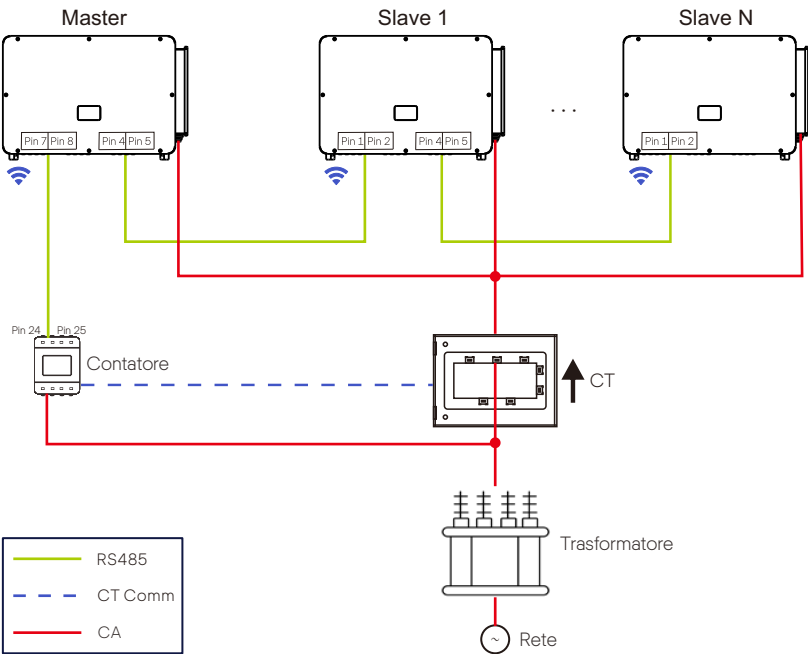 Master Slave 1 Slave N
. . .
Pin 7 Pin 8 Pin 4 Pin 5 Pin 1 Pin 2 Pin 4 Pin 5 Pin 1 Pin 2
Pin 24 Pin 25
Contatore
CT
Trasformatore
RS485
CT Comm
CA
~ Rete